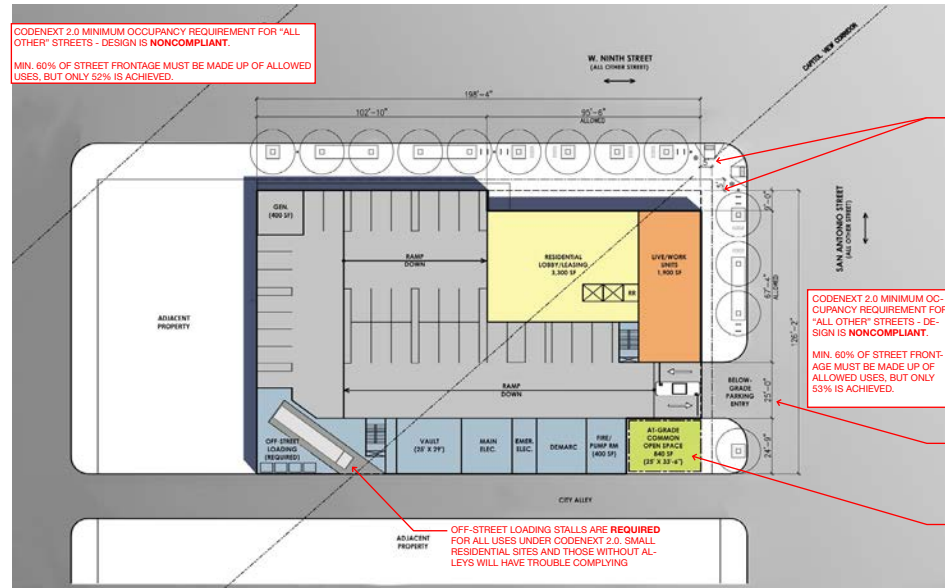 CODENEXT 2.0 MINIMUM OCCUPANCY REQUIREMENT FOR "ALL
OTHER" STREETS - DESIGN IS NONCOMPLIANT.
MIN. 60% OF STREET FRONTAGE MUST BE MADE UP OF ALLOWED
USES, BUT ONLY 52% IS ACHIEVED.
W. NINTH STREET
(ALL OTHER STREET)
CAPITOL VIEW CORRIDOR
198'-4"
102'-10"
95'-6"
ALLOWED
GEN.
(400 SF)
RAMP
DOWN
RESIDENTIAL
LOBBY/LEASING
3,300 SF
RR
LIVE/WORK
UNITS
1,900 SF
9'-0"
67'-4"
ALLOWED
126'-2"
SAN ANTONIO STREET
(ALL OTHER STREET)
ADJACENT
PROPERTY
CODENEXT 2.0 MINIMUM OC-
CUPANCY REQUIREMENT FOR
"ALL OTHER" STREETS - DE-
SIGN IS NONCOMPLIANT.
MIN. 60% OF STREET FRONT-
AGE MUST BE MADE UP OF
ALLOWED USES, BUT ONLY
53% IS ACHIEVED.
RAMP
DOWN
BELOW-
GRADE
PARKING
ENTRY
25'-0"
OFF-STREET
LOADING
(REQUIRED)
VAULT
(25' X 29')
MAIN
ELEC.
EMER.
ELEC.
DEMARC
FIRE/
PUMP RM
(400 SF)
AT-GRADE
COMMON
OPEN SPACE
840 SF
(25' X 33'-6")
24'-9"
CITY ALLEY
ADJACENT
PROPERTY
OFF-STREET LOADING STALLS ARE REQUIRED
FOR ALL USES UNDER CODENEXT 2.0. SMALL
RESIDENTIAL SITES AND THOSE WITHOUT AL-
LEYS WILL HAVE TROUBLE COMPLYING